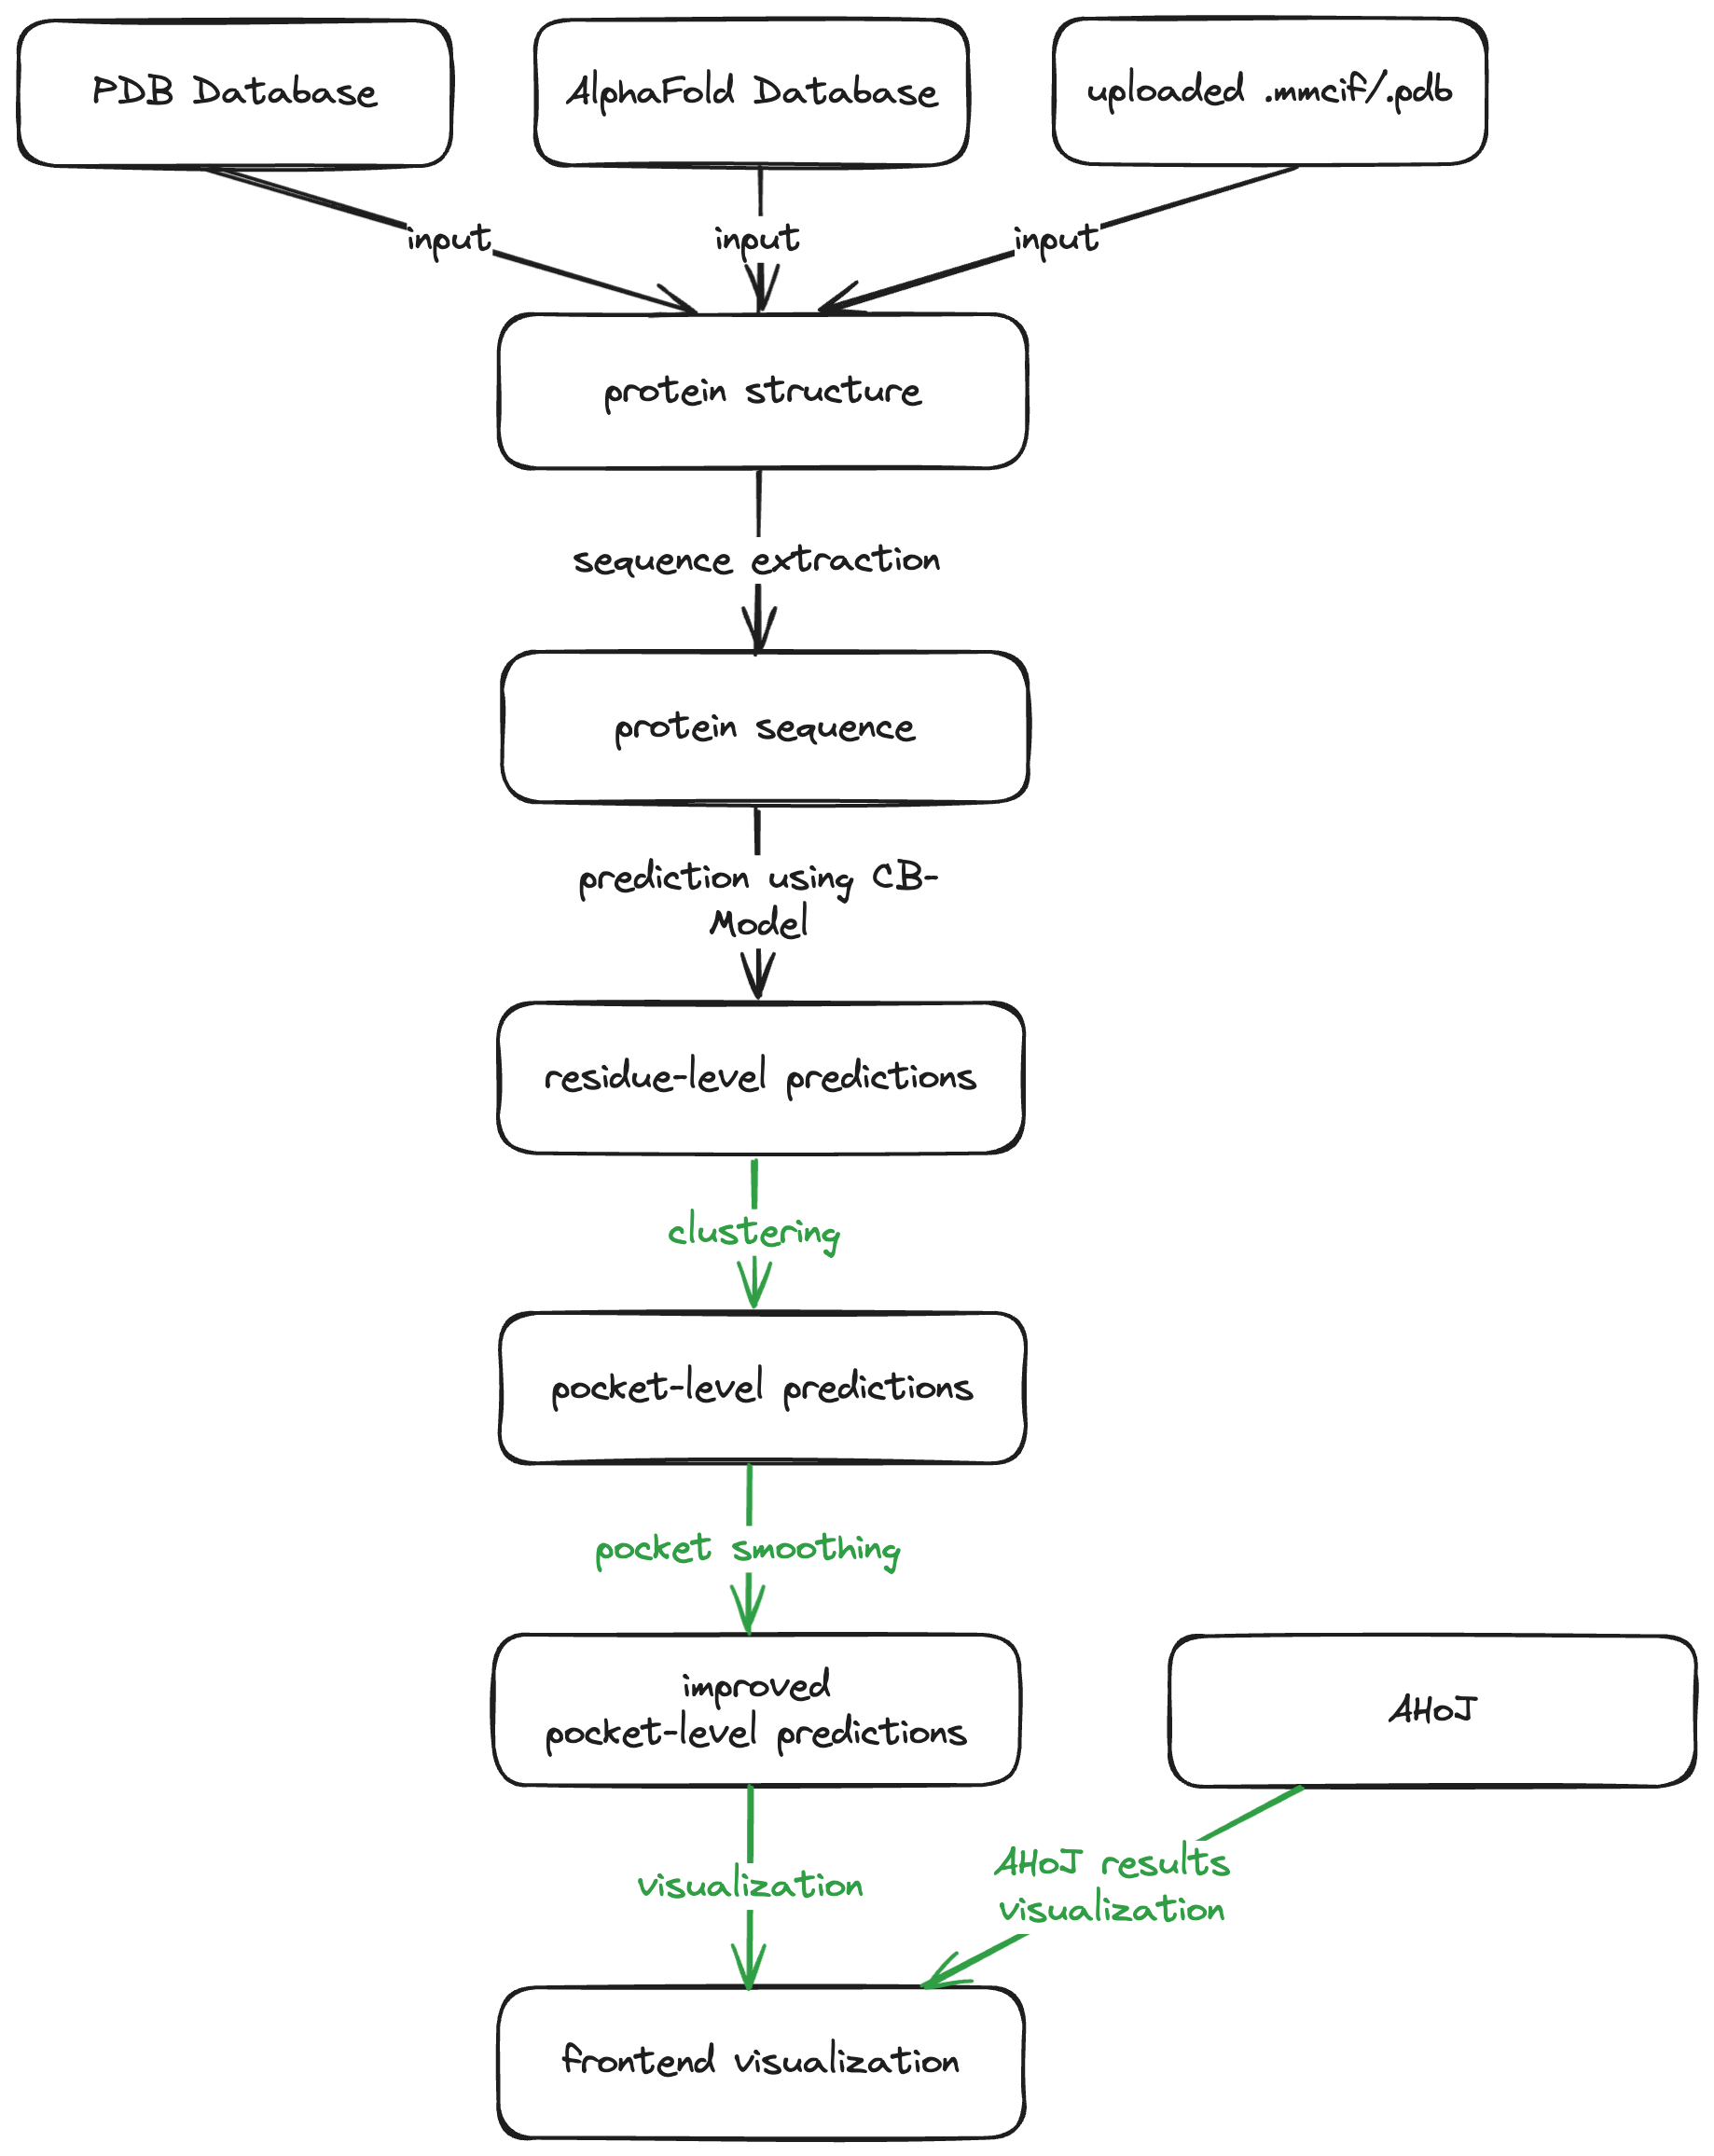 PDB Database
AlphaFold Database
uploaded .mmcif/.pdb
input
input
input
protein structure
sequence extraction
protein sequence
prediction using CB-
Model
residue-level predictions
clustering
pocket-level predictions
pocket smoothing
improved
pocket-level predictions
AHoJ
visualization
AHoJ results
visualization
frontend visualization